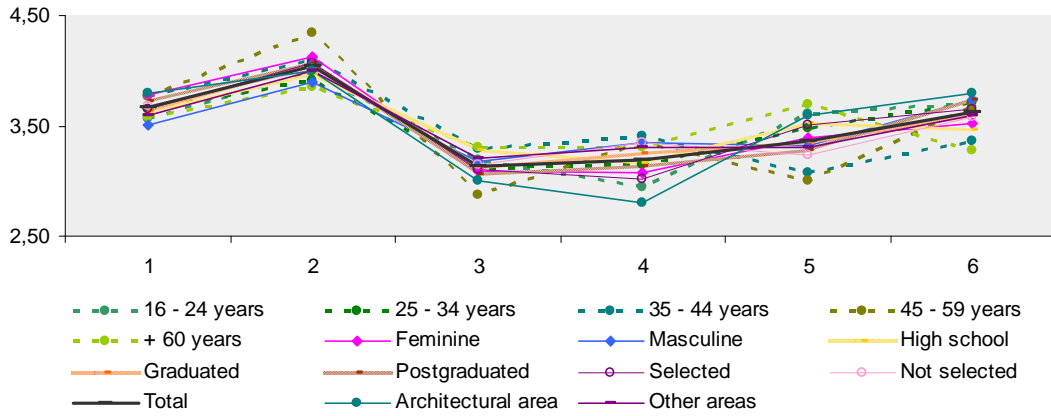 4,50
3,50
2,50
1 2 3 4 5 6
16 - 24 years 25 - 34 years 35 - 44 years 45 - 59 years
+ 60 years Feminine Masculine High school
Graduated Postgraduated Selected Not selected
Total Architectural area Other areas